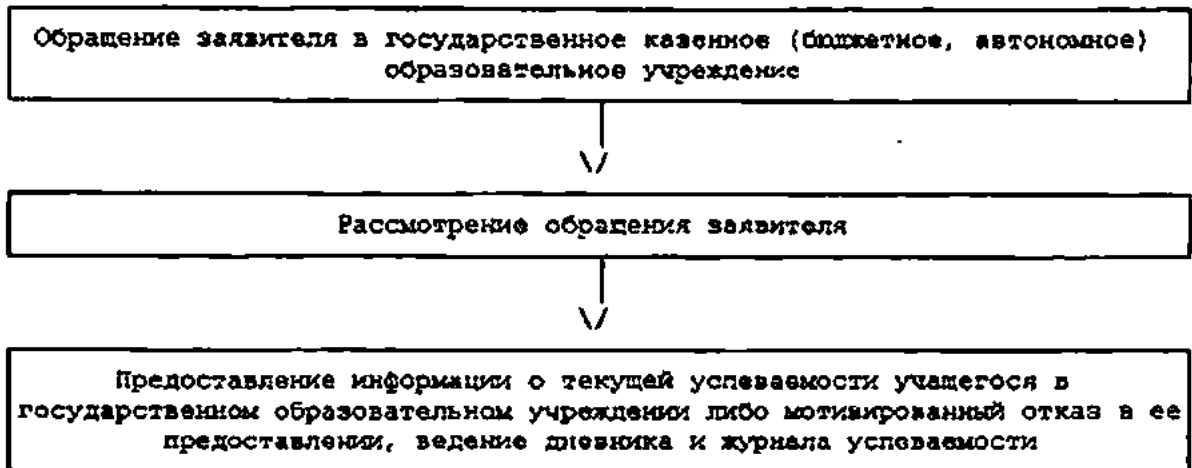 Обращение заявителя в государственное казенное (бюджетное, автономное)
образовательное учреждение
Рассмотрение обращения заявителя
Предоставление информации о текущей успеваемости учащегося в
государственном образовательном учреждении либо мотивированный отказ в ее
предоставлении, ведение дневника и журнала успеваемости